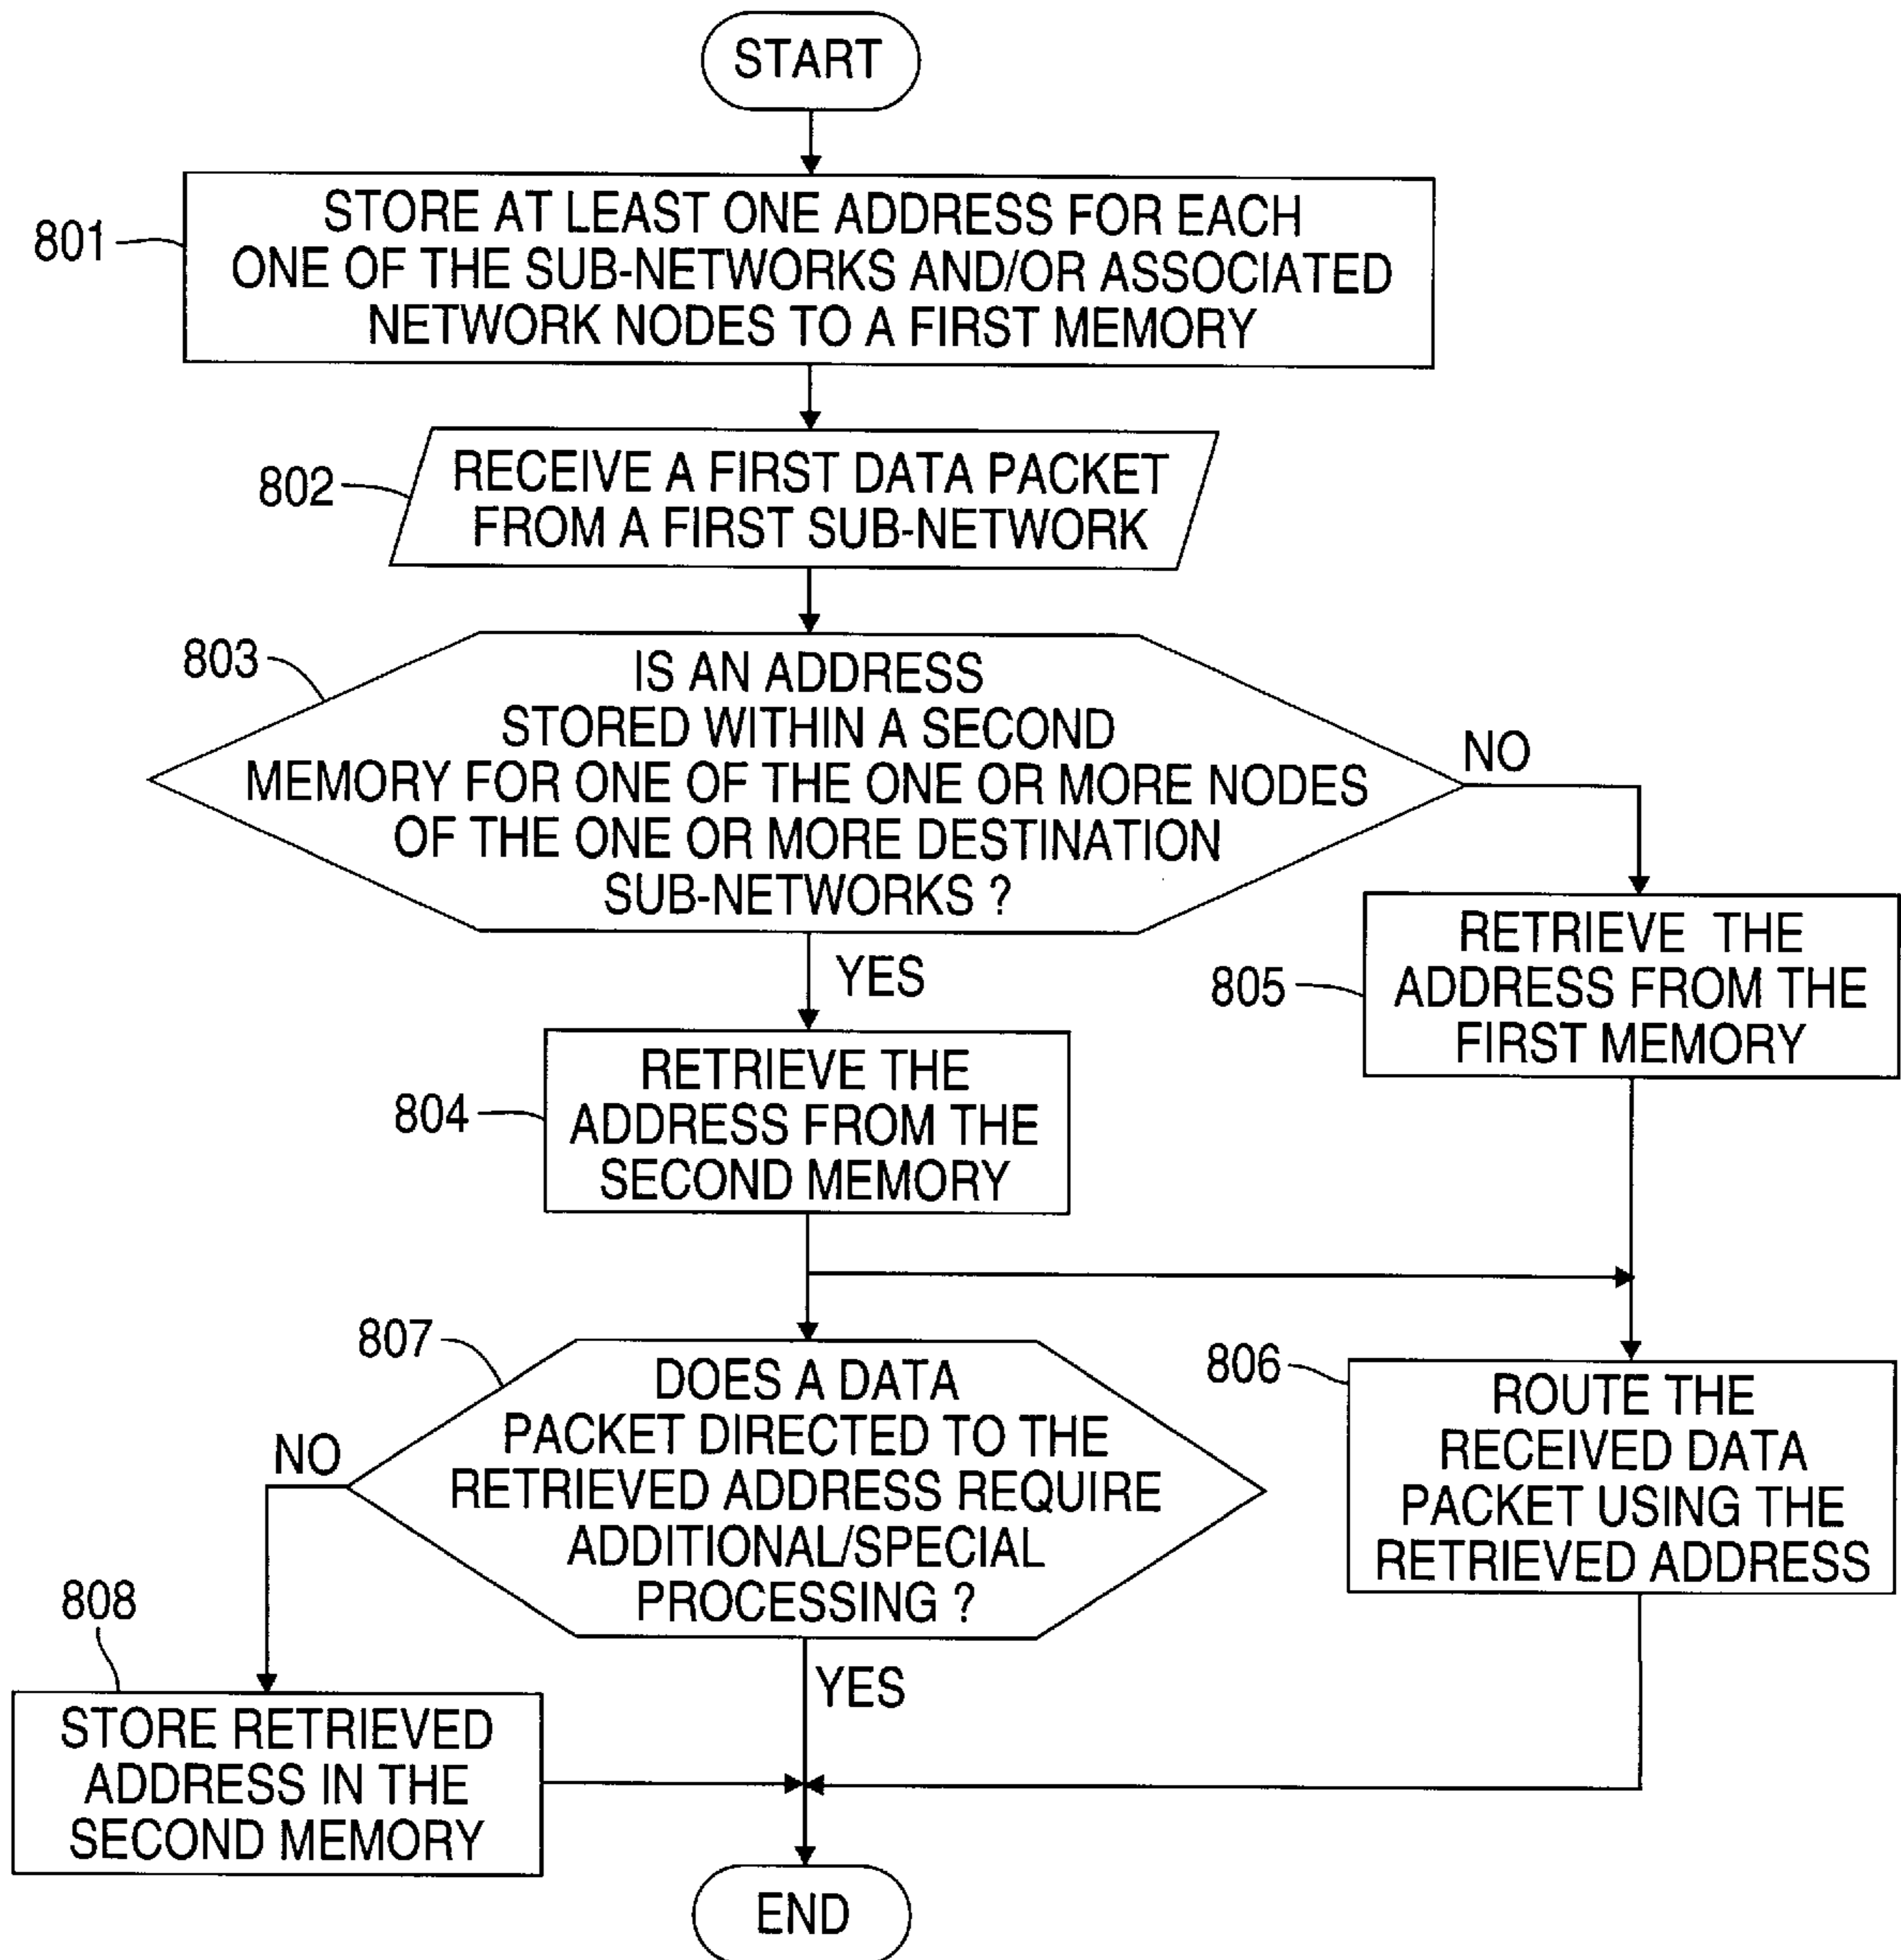 START
801
STORE AT LEAST ONE ADDRESS FOR EACH
ONE OF THE SUB-NETWORKS AND/OR ASSOCIATED
NETWORK NODES TO A FIRST MEMORY
802
RECEIVE A FIRST DATA PACKET
FROM A FIRST SUB-NETWORK
803
IS AN ADDRESS
STORED WITHIN A SECOND
MEMORY FOR ONE OF THE ONE OR MORE NODES
OF THE ONE OR MORE DESTINATION
SUB-NETWORKS ?
NO
YES
805
RETRIEVE THE
ADDRESS FROM THE
FIRST MEMORY
804
RETRIEVE THE
ADDRESS FROM THE
SECOND MEMORY
807
DOES A DATA
PACKET DIRECTED TO THE
RETRIEVED ADDRESS REQUIRE
ADDITIONAL/SPECIAL
PROCESSING ?
NO
YES
806
ROUTE THE
RECEIVED DATA
PACKET USING THE
RETRIEVED ADDRESS
808
STORE RETRIEVED
ADDRESS IN THE
SECOND MEMORY
END